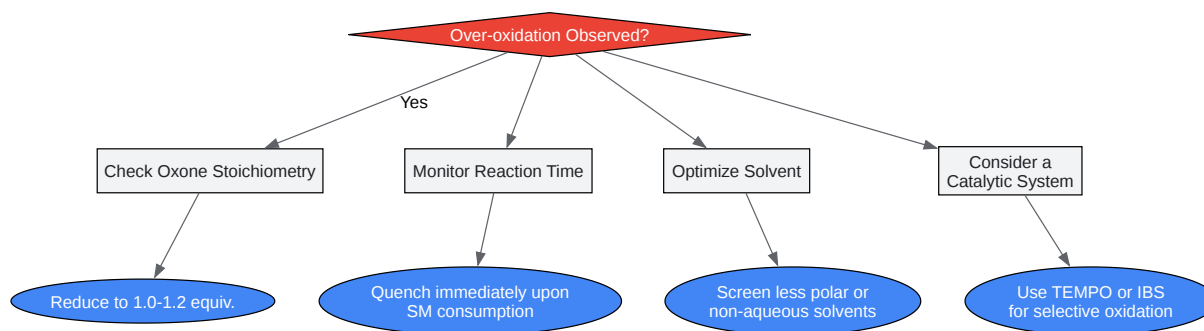 Over-oxidation Observed?
Yes
Check Oxone Stoichiometry
Monitor Reaction Time
Optimize Solvent
Consider a
Catalytic System
Reduce to 1.0-1.2 equiv.
Quench immediately upon
SM consumption
Screen less polar or
non-aqueous solvents
Use TEMPO or IBS
for selective oxidation